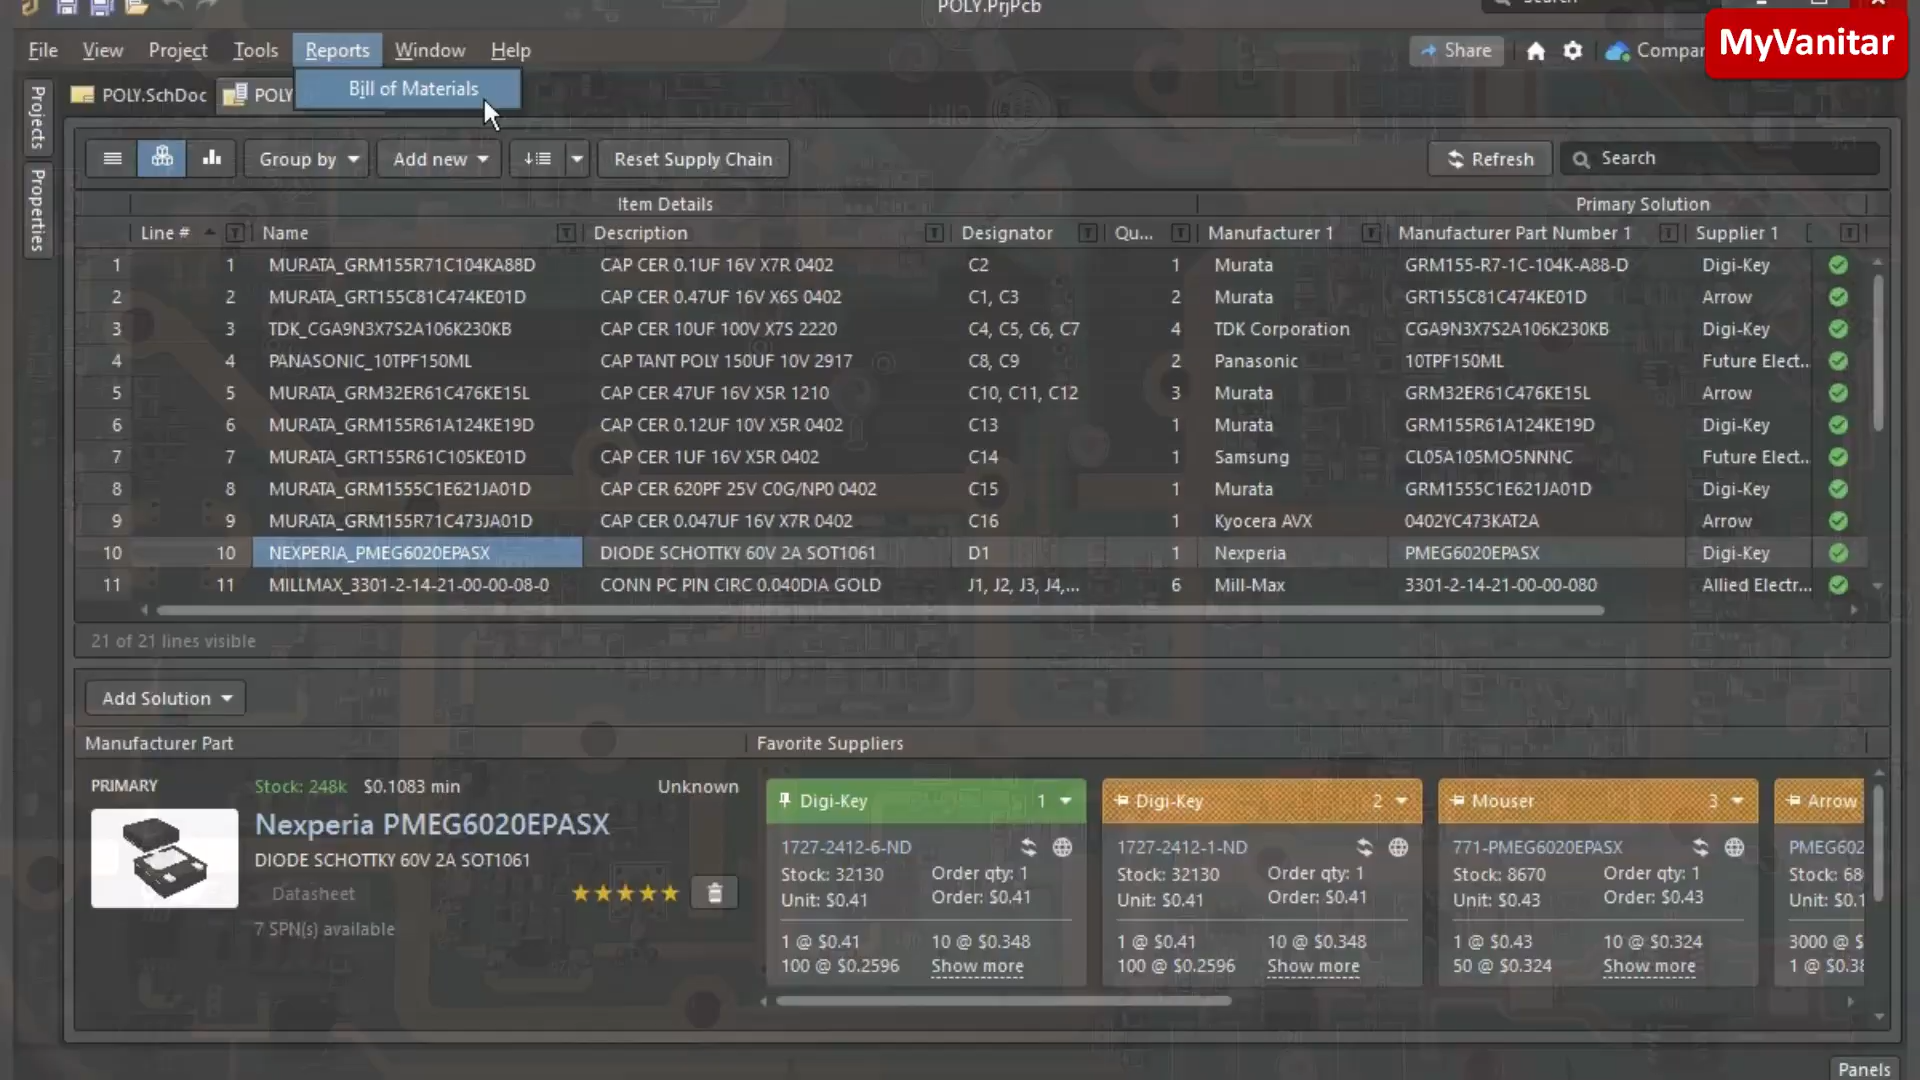 POLY.PrjPcb
File View Project Tools Reports Window Help
Share
MyVanitar
Bill of Materials
Projects
Properties
POLY.SchDoc
POLY
Group by
Add new
Reset Supply Chain
Refresh
Search
Item Details Primary Solution
Line # Name Description Designator Qu... Manufacturer 1 Manufacturer Part Number 1 Supplier 1
1 1 MURATA_GRM155R71C104KA88D CAP CER 0.1UF 16V X7R 0402 C2 1 Murata GRM155-R7-1C-104K-A88-D Digi-Key
2 2 MURATA_GRT155C81C474KE01D CAP CER 0.47UF 16V X6S 0402 C1, C3 2 Murata GRT155C81C474KE01D Arrow
3 3 TDK_CGA9N3X7S2A106K230KB CAP CER 10UF 100V X7S 2220 C4, C5, C6, C7 4 TDK Corporation CGA9N3X7S2A106K230KB Digi-Key
4 4 PANASONIC_10TPF150ML CAP TANT POLY 150UF 10V 2917 C8, C9 2 Panasonic 10TPF150ML Future Elect...
5 5 MURATA_GRM32ER61C476KE15L CAP CER 47UF 16V X5R 1210 C10, C11, C12 3 Murata GRM32ER61C476KE15L Arrow
6 6 MURATA_GRM155R61A124KE19D CAP CER 0.12UF 10V X5R 0402 C13 1 Murata GRM155R61A124KE19D Digi-Key
7 7 MURATA_GRT155R61C105KE01D CAP CER 1UF 16V X5R 0402 C14 1 Samsung CL05A105MO5NNNC Future Elect...
8 8 MURATA_GRM1555C1E621JA01D CAP CER 620PF 25V C0G/NP0 0402 C15 1 Murata GRM1555C1E621JA01D Digi-Key
9 9 MURATA_GRM155R71C473JA01D CAP CER 0.047UF 16V X7R 0402 C16 1 Kyocera AVX 0402YC473KAT2A Arrow
10 10 NEXPERIA_PMEG6020EPASX DIODE SCHOTTKY 60V 2A SOT1061 D1 1 Nexperia PMEG6020EPASX Digi-Key
11 11 MILLMAX_3301-2-14-21-00-00-08-0 CONN PC PIN CIRC 0.040DIA GOLD J1, J2, J3, J4,... 6 Mill-Max 3301-2-14-21-00-00-080 Allied Electr...
21 of 21 lines visible
Add Solution
Manufacturer Part Favorite Suppliers
PRIMARY Stock: 248k $0.1083 min Unknown
Nexperia PMEG6020EPASX
DIODE SCHOTTKY 60V 2A SOT1061
Datasheet
7 SPN(s) available
Digi-Key 1
1727-2412-6-ND
Stock: 32130 Order qty: 1
Unit: $0.41 Order: $0.41
1 @ $0.41 10 @ $0.348
100 @ $0.2596 Show more
Digi-Key 2
1727-2412-1-ND
Stock: 32130 Order qty: 1
Unit: $0.41 Order: $0.41
1 @ $0.41 10 @ $0.348
100 @ $0.2596 Show more
Mouser 3
771-PMEG6020EPASX
Stock: 8670 Order qty: 1
Unit: $0.43 Order: $0.43
1 @ $0.43 10 @ $0.324
50 @ $0.324 Show more
Arrow
PMEG602
Stock: 68
Unit: $0.1
3000 @ $
1 @ $0.38
Panels